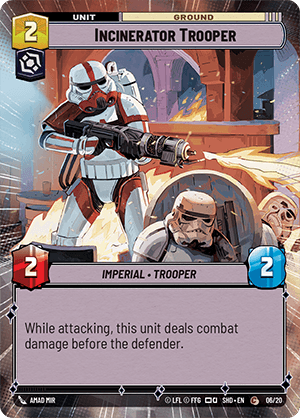 2
UNIT
GROUND
INCINERATOR TROOPER
2
IMPERIAL • TROOPER
2
While attacking, this unit deals combat
damage before the defender.
AMAD MIR
© LFL © FFG
SHD • EN
C
06/20